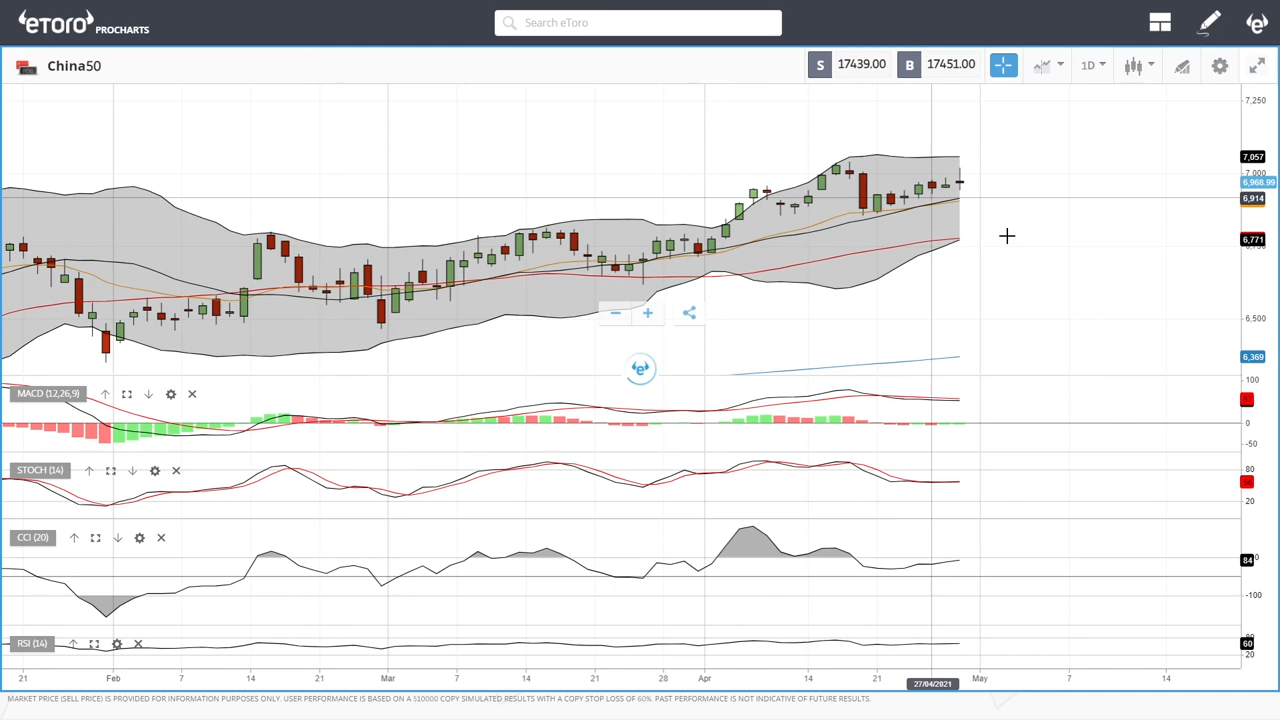 eToro PROCHARTS
Search eToro
China50
S 17439.00 B 17451.00
1D
7,250
7,057
7,000
6,968.99
6,914
6,771
6,500
6,369
MACD (12,26,9)
100
57
0
-50
STOCH (14)
80
20
CCI (20)
84
-100
RSI (14)
60
20
21 Feb 7 14 21 Mar 7 14 21 28 Apr 14 21 27/04/2021 May 7 14
MARKET PRICE (SELL PRICE) IS PROVIDED FOR INFORMATION PURPOSES ONLY. USER PERFORMANCE IS BASED ON A $10000 COPY SIMULATED RESULTS WITH A COPY STOP LOSS OF 60%. PAST PERFORMANCE IS NOT INDICATIVE OF FUTURE RESULTS.